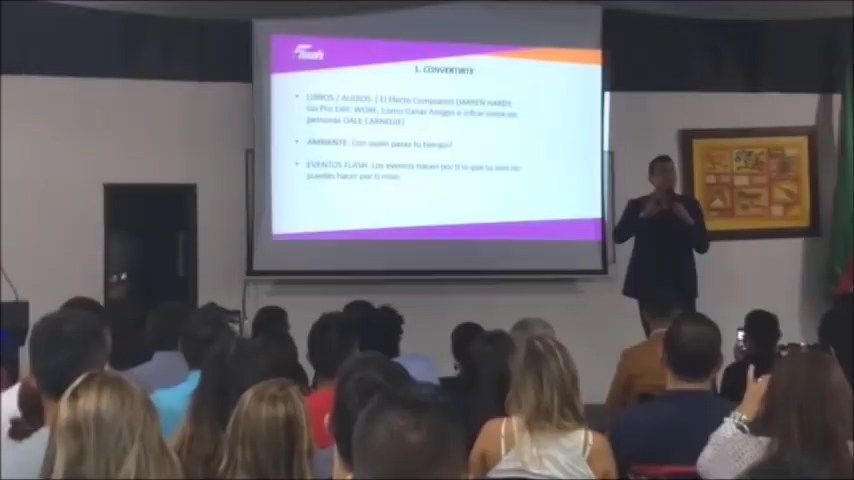 Flash
1. CONVERTIRTE
• LIBROS / AUDIOS. ( El Efecto Compuesto DARREN HARDY,
Go Pro ERIC WORE, Como Ganar Amigos e influir sobre las
personas DALE CARNEGIE)
• AMBIENTE: Con quién pasas tu tiempo?
• EVENTOS FLASH: Los eventos hacen por ti lo que tu solo no
puedes hacer por ti mismo